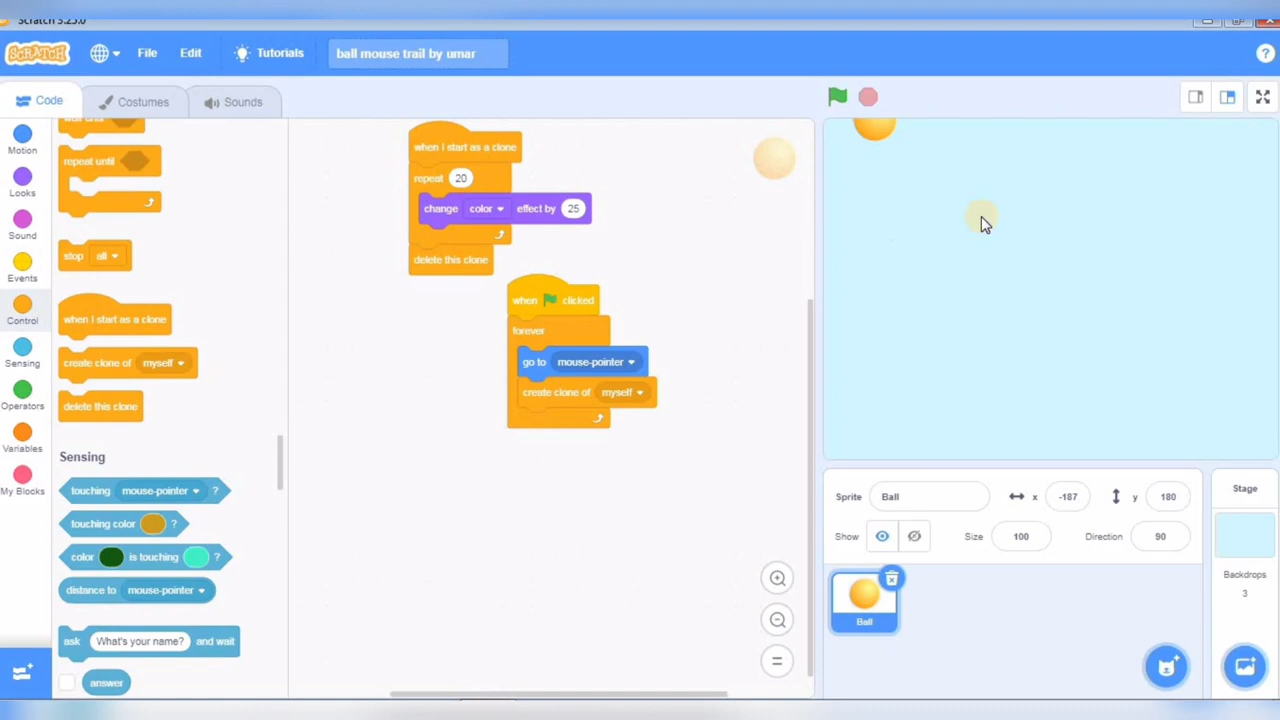 Scratch 3.25.0
SCRATCH
File
Edit
Tutorials
ball mouse trail by umar
Code
Costumes
Sounds
Motion
Looks
Sound
Events
Control
Sensing
Operators
Variables
My Blocks
wait until
repeat until
stop all
when I start as a clone
create clone of myself
delete this clone
Sensing
touching mouse-pointer ?
touching color ?
color is touching ?
distance to mouse-pointer
ask What's your name? and wait
answer
when I start as a clone
repeat 20
change color effect by 25
delete this clone
when clicked
forever
go to mouse-pointer
create clone of myself
Sprite Ball x -187 y 180
Show Size 100 Direction 90
Ball
Stage
Backdrops
3